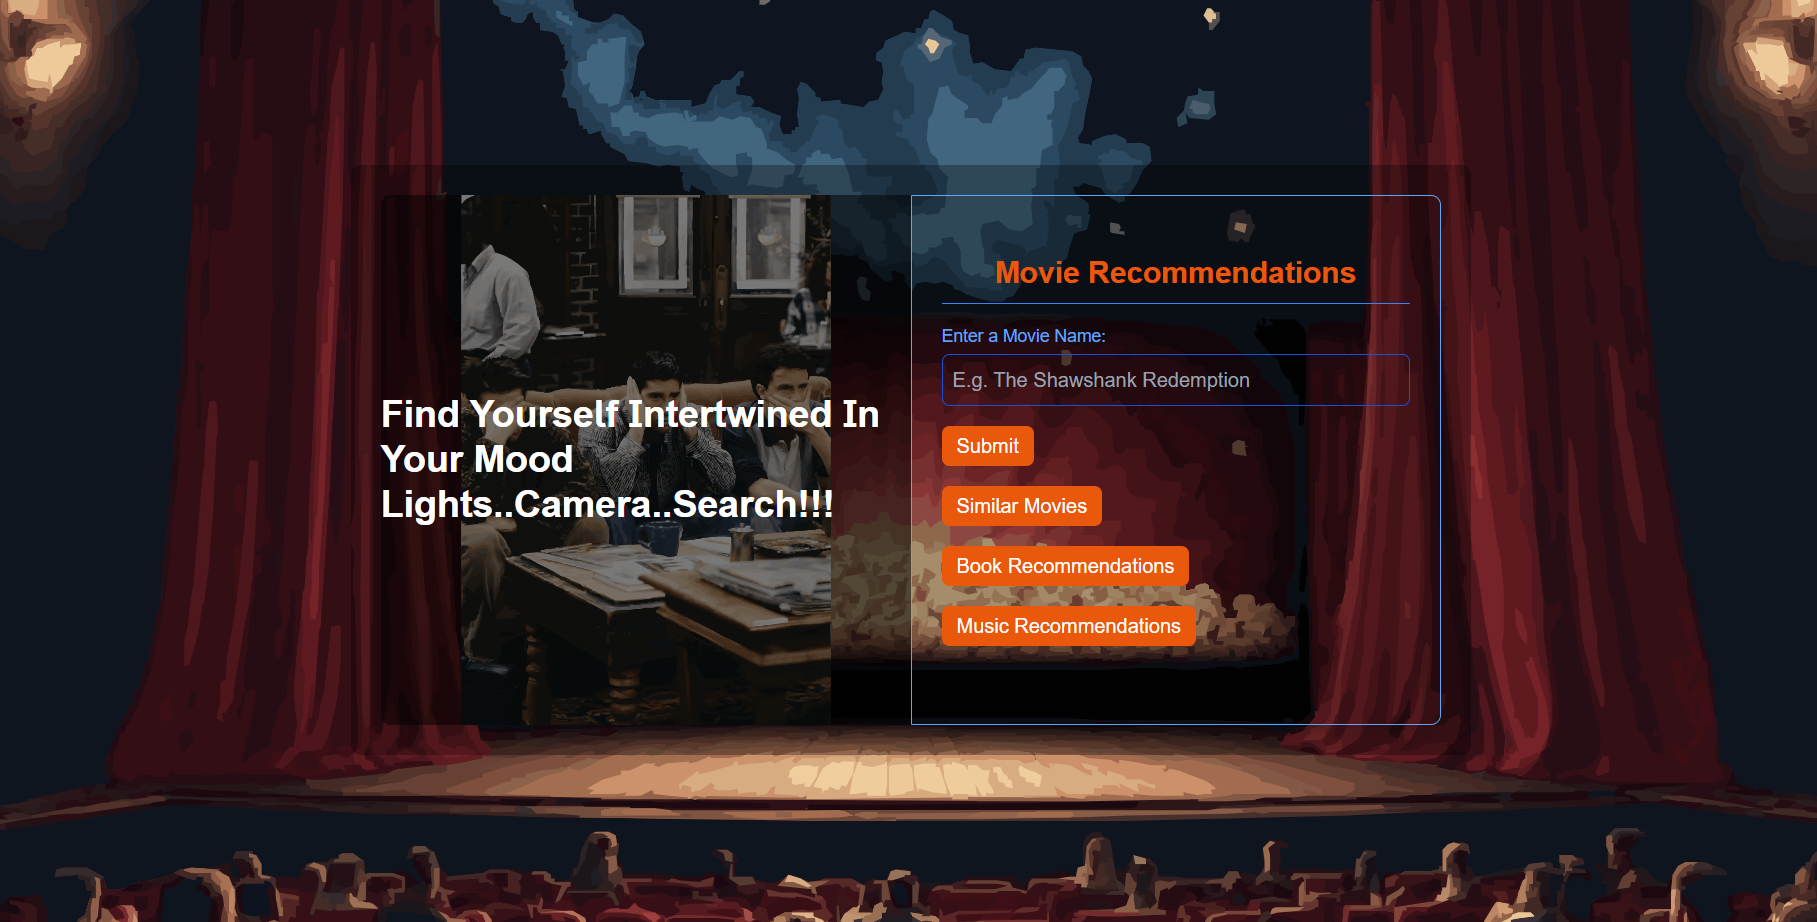 Find Yourself Intertwined In
Your Mood
Lights..Camera..Search!!!
Movie Recommendations
Enter a Movie Name:
E.g. The Shawshank Redemption
Submit
Similar Movies
Book Recommendations
Music Recommendations